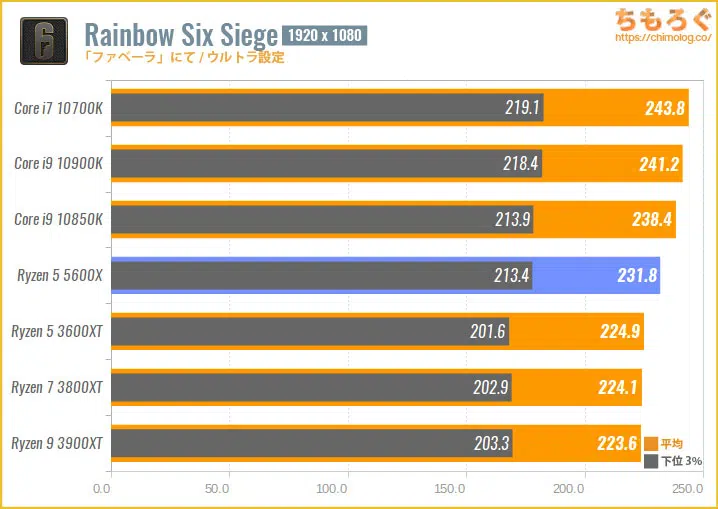 Rainbow Six Siege 1920 x 1080
「ファベーラ」にて / ウルトラ設定
ちもろぐ
https://chimolog.co/
Core i7 10700K 219.1 243.8
Core i9 10900K 218.4 241.2
Core i9 10850K 213.9 238.4
Ryzen 5 5600X 213.4 231.8
Ryzen 5 3600XT 201.6 224.9
Ryzen 7 3800XT 202.9 224.1
Ryzen 9 3900XT 203.3 223.6
平均
下位 3%
0.0 50.0 100.0 150.0 200.0 250.0